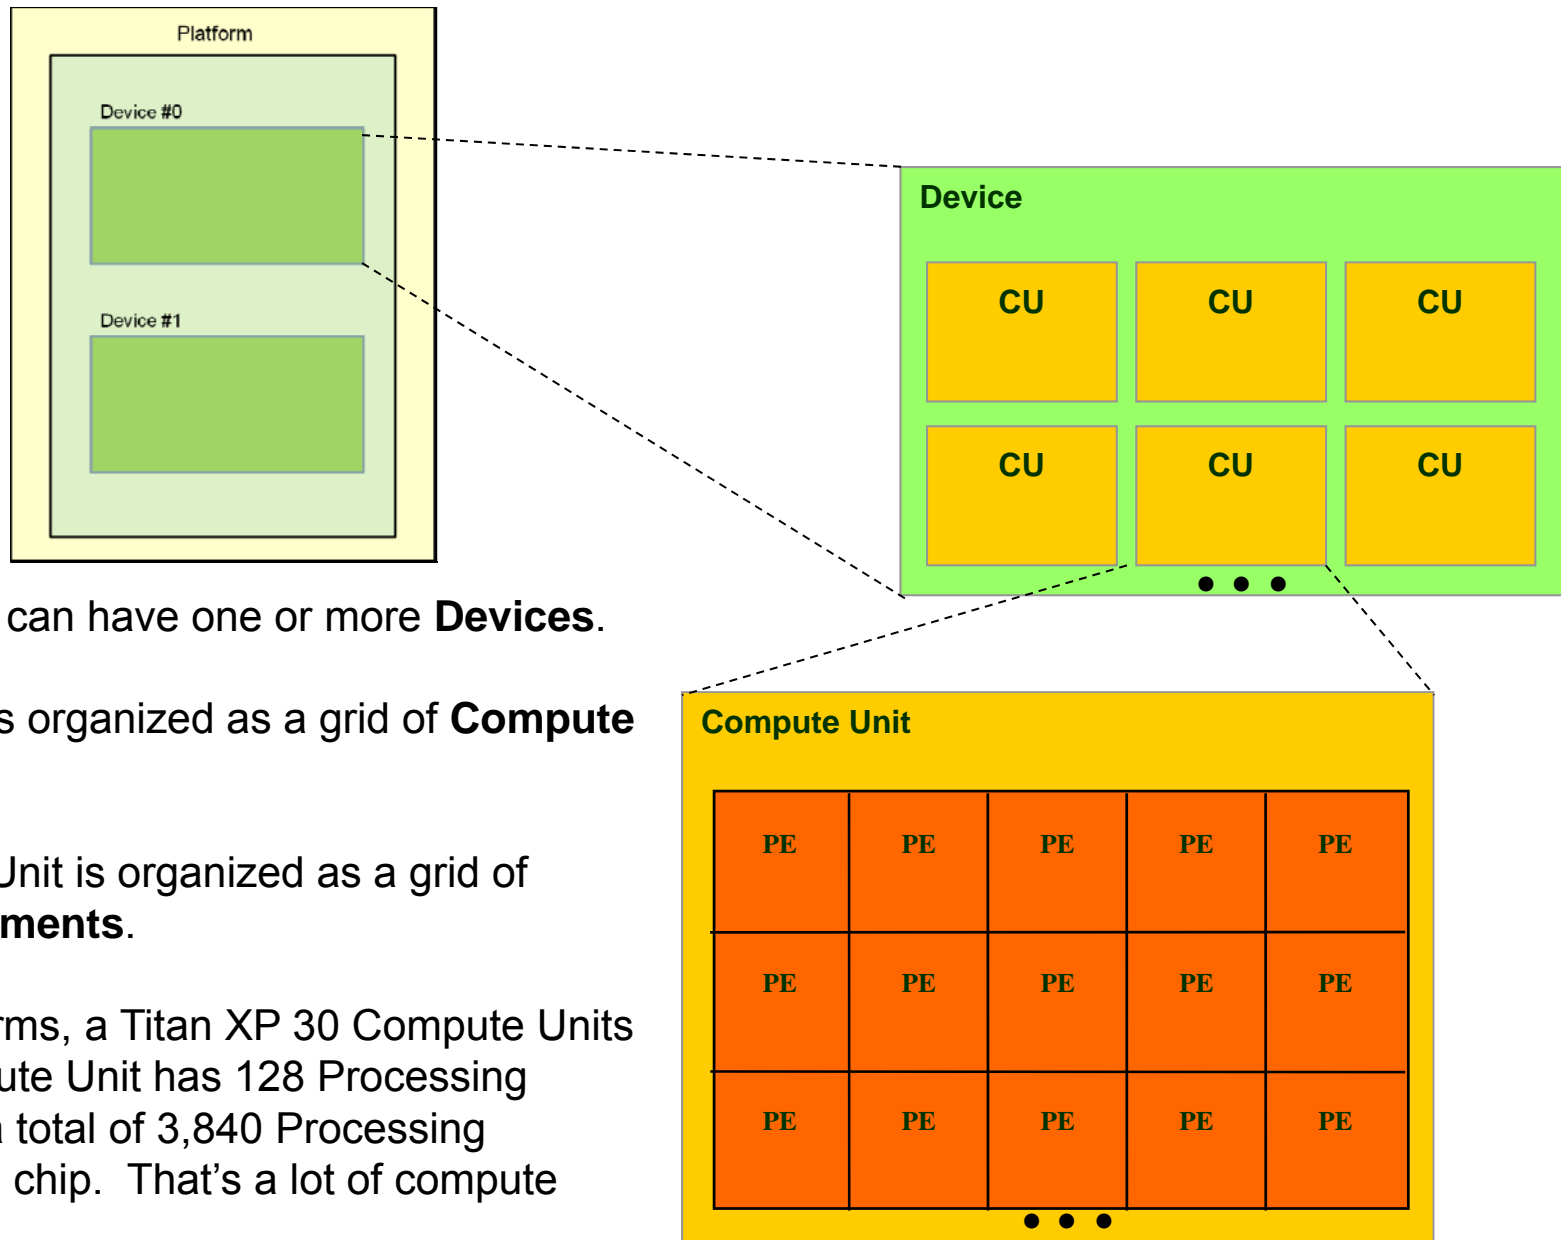 Platform
Device #0
Device #1
Device
CU CU CU
CU CU CU
can have one or more Devices.
s organized as a grid of Compute
Unit is organized as a grid of
ments.
rms, a Titan XP 30 Compute Units
ute Unit has 128 Processing
a total of 3,840 Processing
chip. That's a lot of compute
Compute Unit
PE PE PE PE PE
PE PE PE PE PE
PE PE PE PE PE